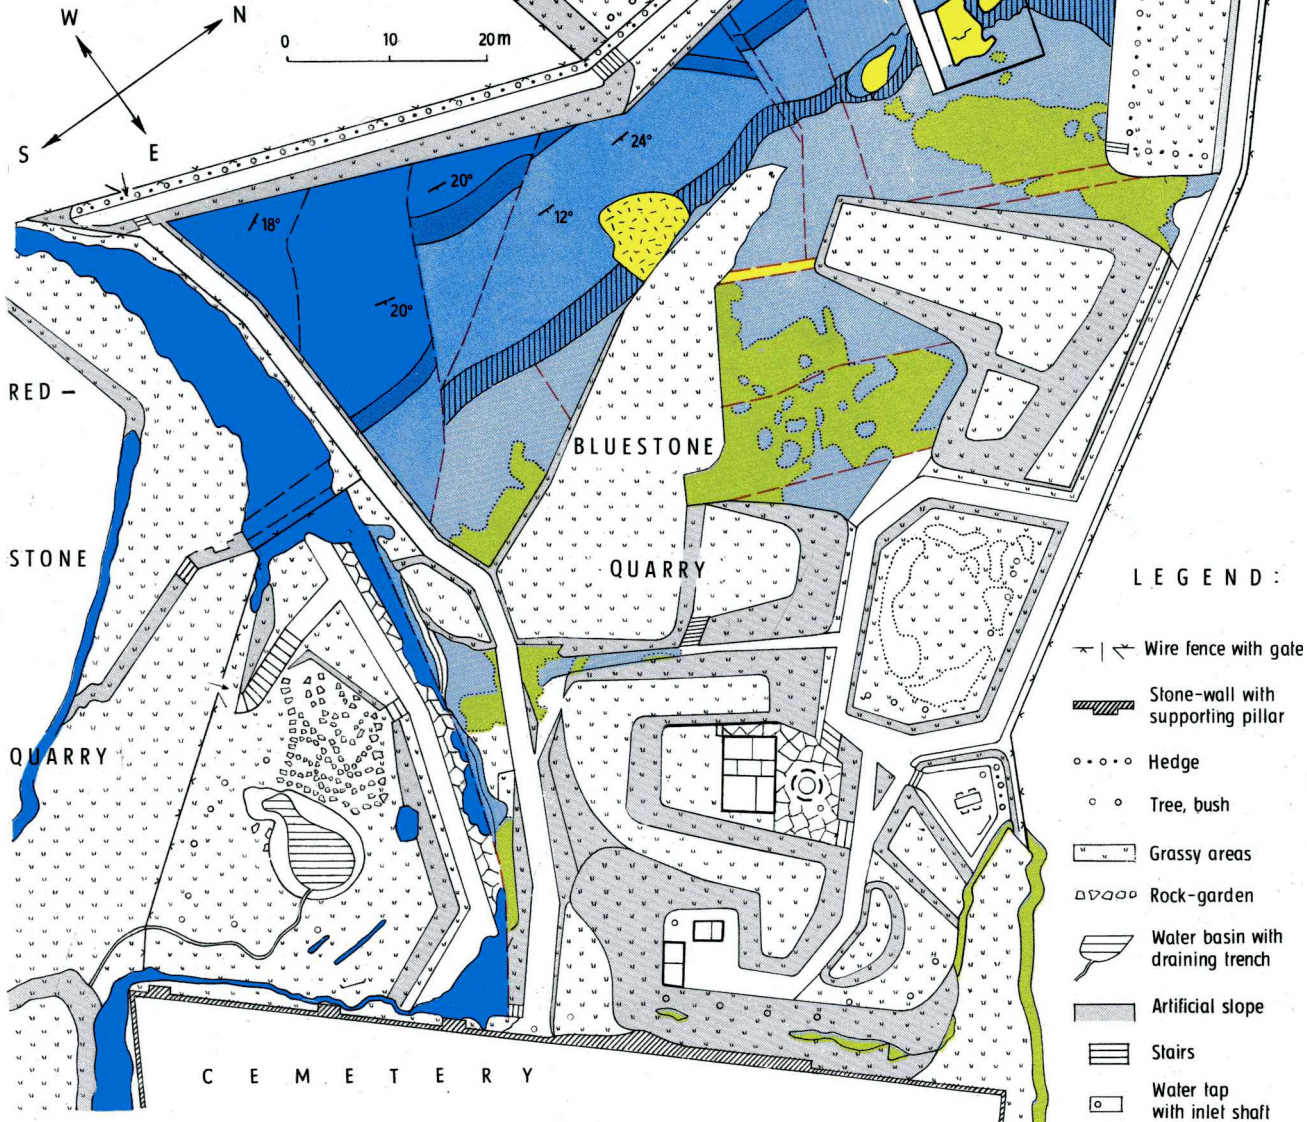 W
N
S
E
0 10 20m
24°
20°
18°
12°
20°
RED –
STONE
QUARRY
BLUESTONE
QUARRY
CEMETERY
LEGEND:
Wire fence with gate
Stone-wall with
supporting pillar
Hedge
Tree, bush
Grassy areas
Rock-garden
Water basin with
draining trench
Artificial slope
Stairs
Water tap
with inlet shaft